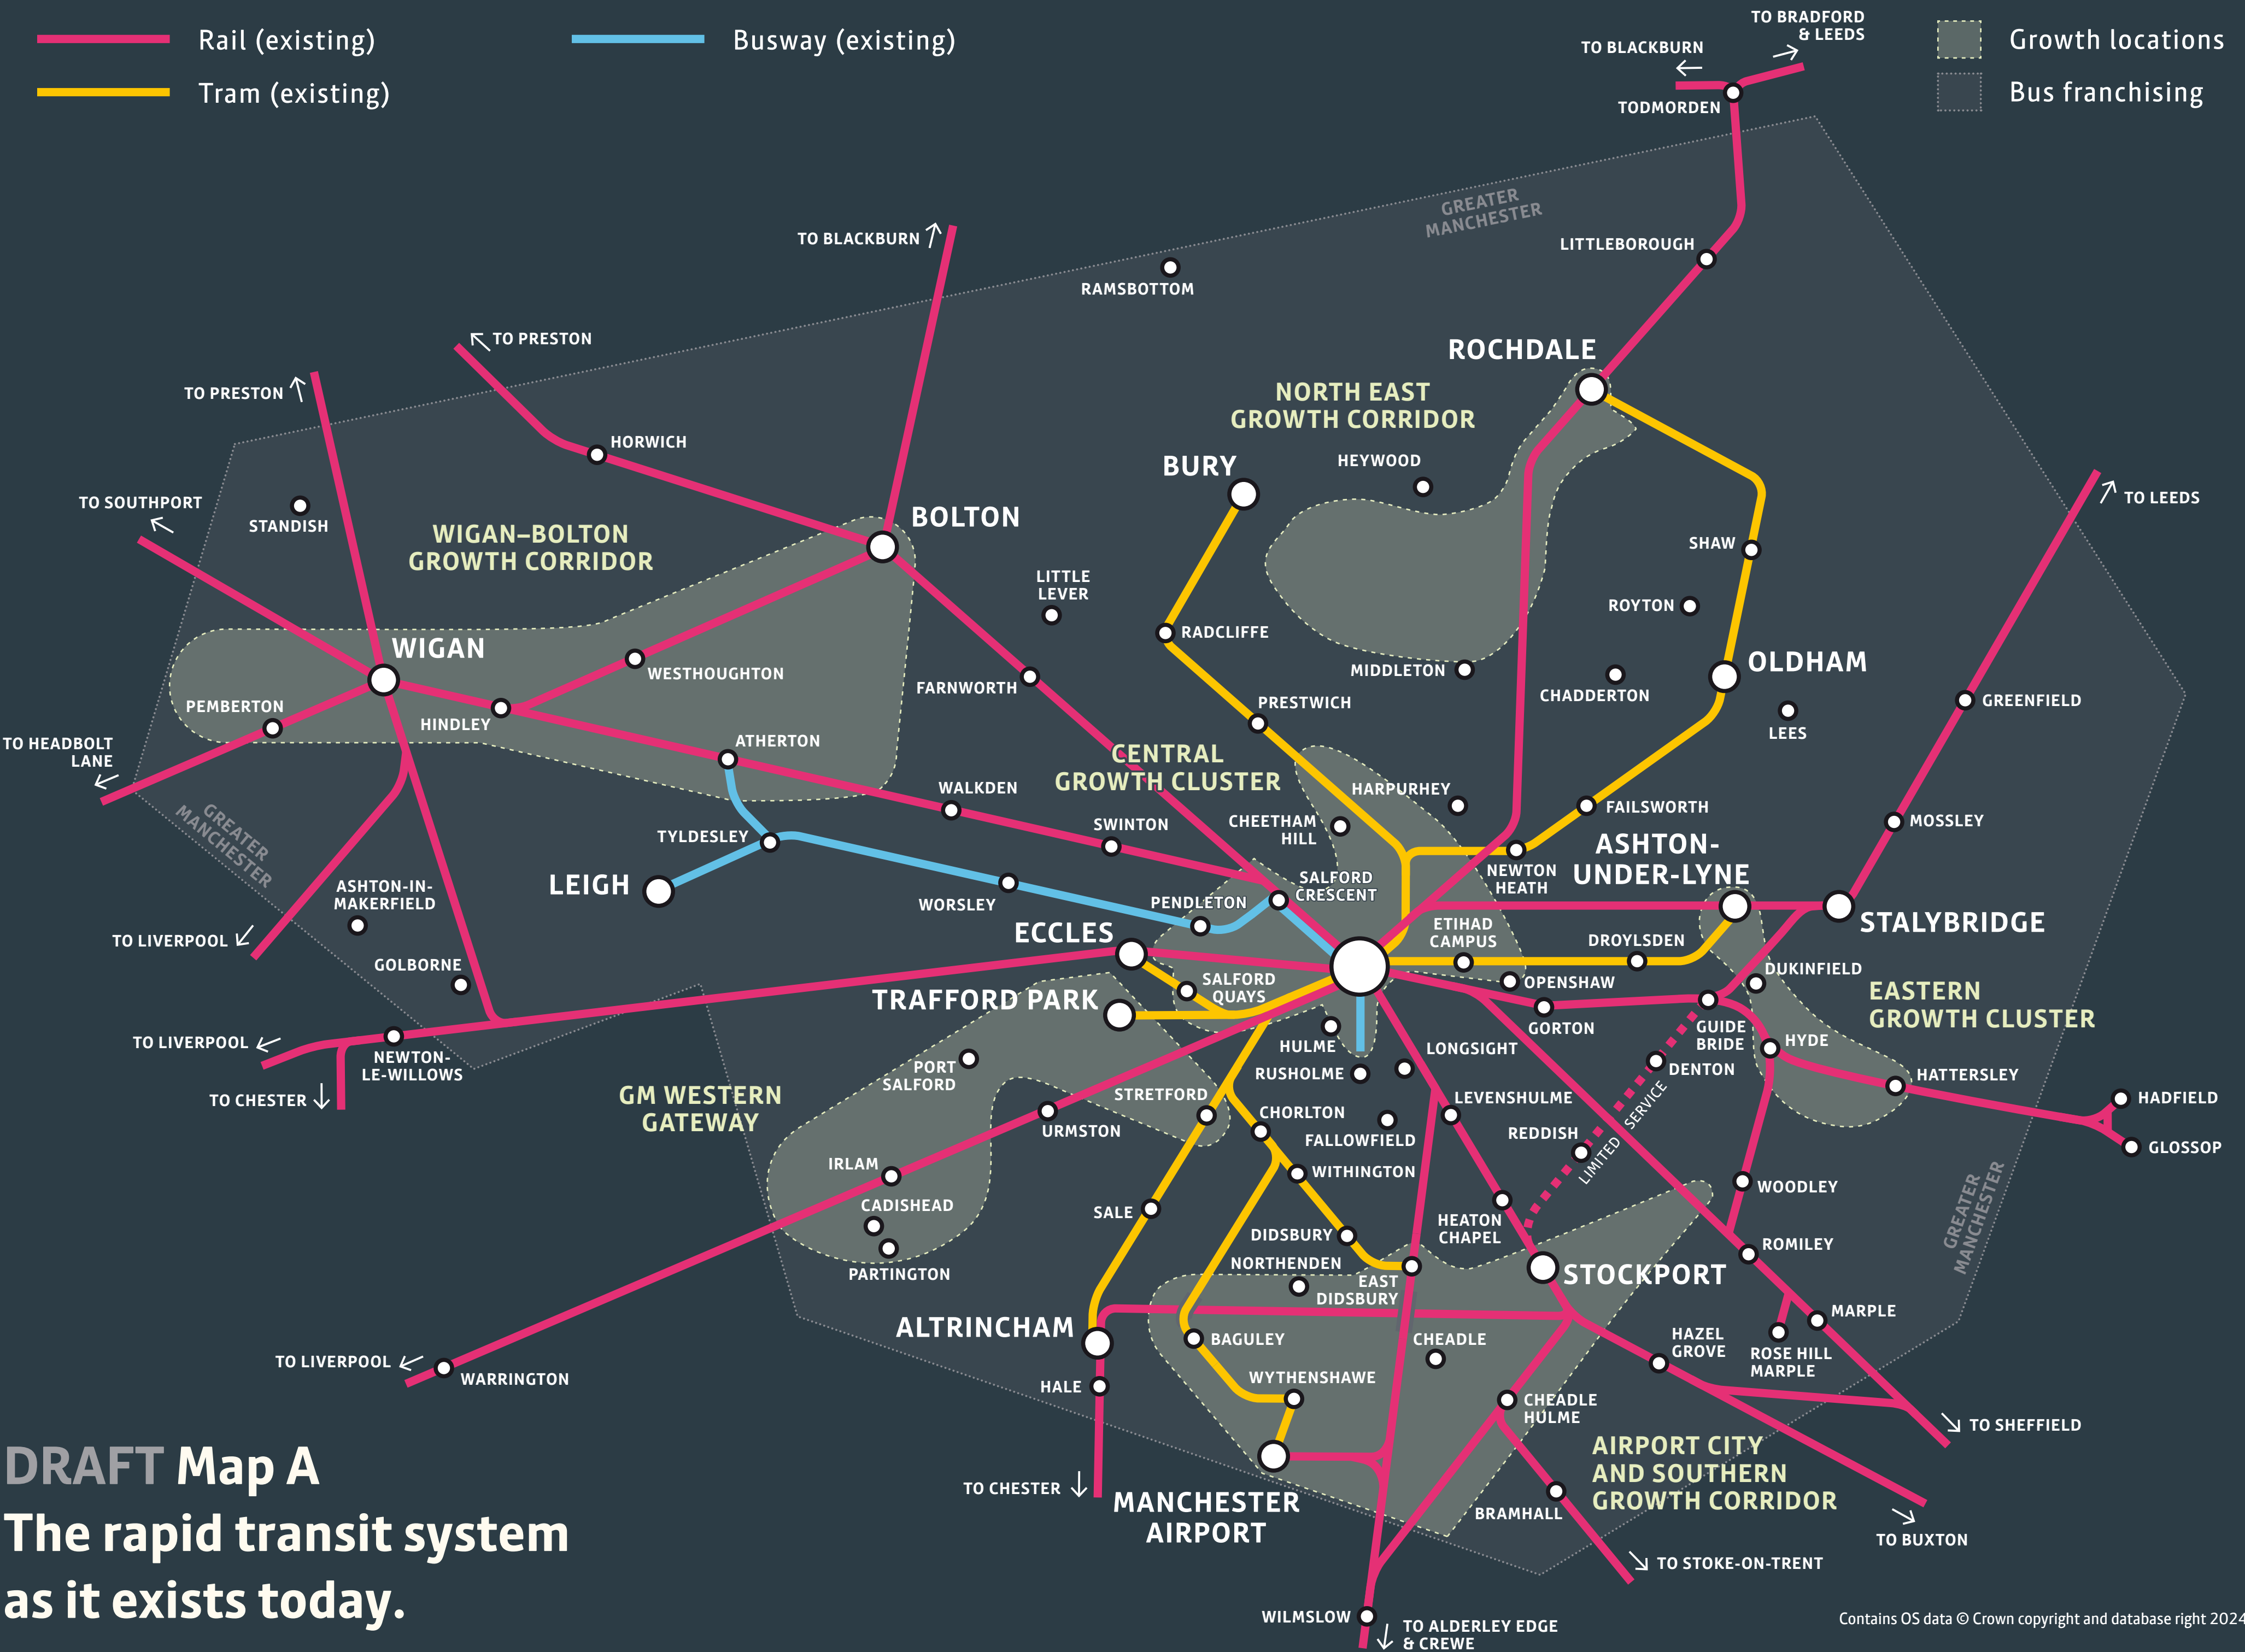 Rail (existing)
Busway (existing)
Tram (existing)
Growth locations
Bus franchising
TO BRADFORD
& LEEDS
TO BLACKBURN
TODMORDEN
GREATER
MANCHESTER
LITTLEBOROUGH
TO BLACKBURN
RAMSBOTTOM
TO PRESTON
TO PRESTON
ROCHDALE
NORTH EAST
GROWTH CORRIDOR
HORWICH
BURY
HEYWOOD
TO SOUTHPORT
STANDISH
TO LEEDS
WIGAN–BOLTON
GROWTH CORRIDOR
BOLTON
SHAW
LITTLE
LEVER
ROYTON
RADCLIFFE
WIGAN
WESTHOUGHTON
FARNWORTH
MIDDLETON
CHADDERTON
OLDHAM
LEES
GREENFIELD
PEMBERTON
HINDLEY
PRESTWICH
TO HEADBOLT
LANE
ATHERTON
CENTRAL
GROWTH CLUSTER
WALKDEN
HARPURHEY
FAILSWORTH
GREATER
MANCHESTER
TYLDESLEY
SWINTON
CHEETHAM
HILL
MOSSLEY
NEWTON
HEATH
ASHTON-
UNDER-LYNE
LEIGH
WORSLEY
PENDLETON
SALFORD
CRESCENT
ASHTON-IN-
MAKERFIELD
STALYBRIDGE
TO LIVERPOOL
ECCLES
ETIHAD
CAMPUS
DROYLSDEN
GOLBORNE
SALFORD
QUAYS
OPENSHAW
DUKINFIELD
TRAFFORD PARK
EASTERN
GROWTH CLUSTER
GORTON
GUIDE
BRIDE
HYDE
TO LIVERPOOL
NEWTON-
LE-WILLOWS
HULME
LONGSIGHT
PORT
SALFORD
RUSHOLME
DENTON
HATTERSLEY
TO CHESTER
GM WESTERN
GATEWAY
STRETFORD
CHORLTON
LEVENSHULME
LIMITED SERVICE
HADFIELD
URMSTON
FALLOWFIELD
REDDISH
GLOSSOP
IRLAM
WITHINGTON
WOODLEY
CADISHEAD
SALE
HEATON
CHAPEL
GREATER
MANCHESTER
DIDSBURY
ROMILEY
PARTINGTON
NORTHENDEN
EAST
DIDSBURY
STOCKPORT
ALTRINCHAM
BAGULEY
CHEADLE
HAZEL
GROVE
MARPLE
ROSE HILL
MARPLE
TO LIVERPOOL
WARRINGTON
HALE
WYTHENSHAWE
CHEADLE
HULME
TO SHEFFIELD
AIRPORT CITY
AND SOUTHERN
GROWTH CORRIDOR
TO CHESTER
MANCHESTER
AIRPORT
BRAMHALL
TO BUXTON
TO STOKE-ON-TRENT
WILMSLOW
TO ALDERLEY EDGE
& CREWE
DRAFT Map A
The rapid transit system
as it exists today.
Contains OS data © Crown copyright and database right 2024